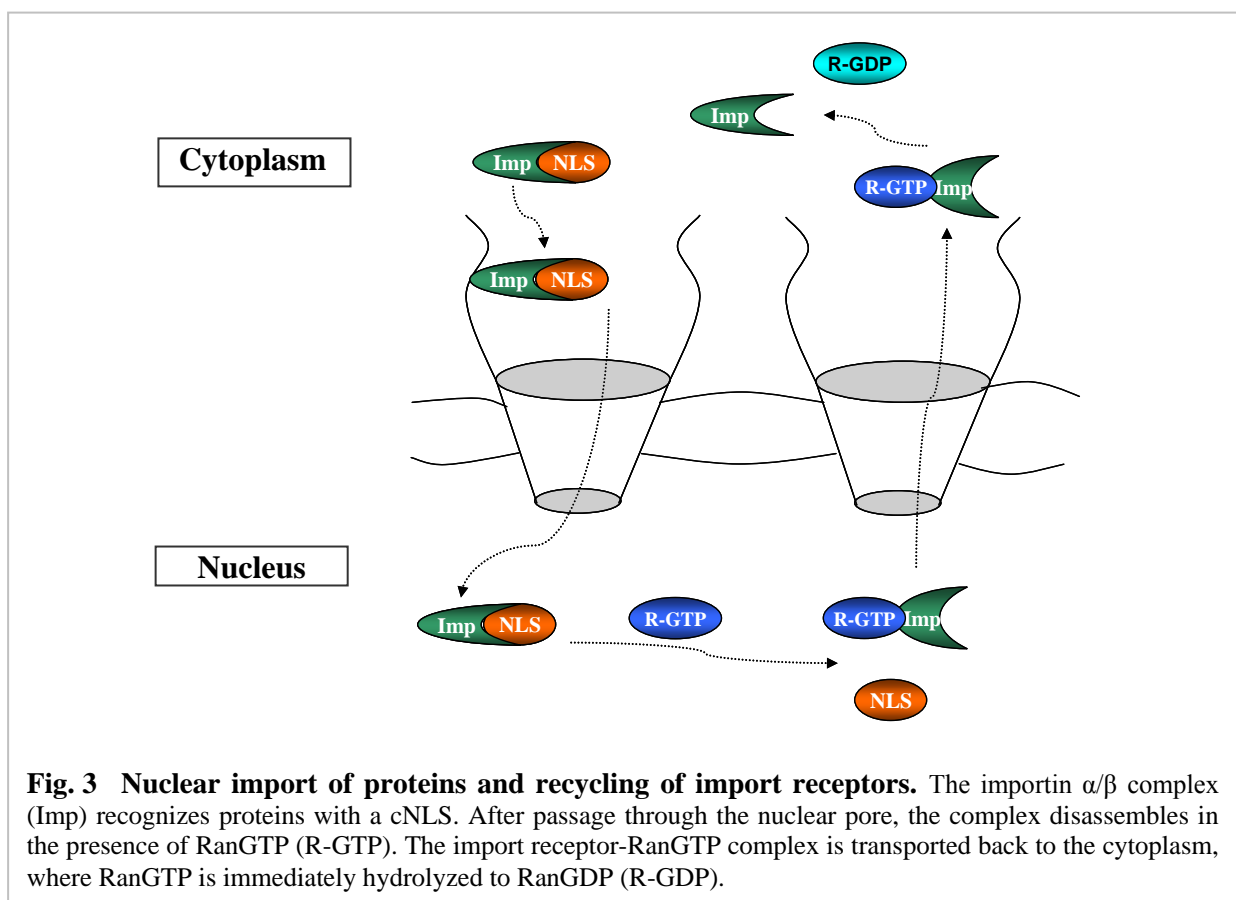 R-GDP
Imp
Cytoplasm
Imp NLS
R-GTP Imp
Imp NLS
Nucleus
Imp NLS
R-GTP
R-GTP Imp
NLS
Fig. 3 Nuclear import of proteins and recycling of import receptors. The importin α/β complex
(Imp) recognizes proteins with a cNLS. After passage through the nuclear pore, the complex disassembles in
the presence of RanGTP (R-GTP). The import receptor-RanGTP complex is transported back to the cytoplasm,
where RanGTP is immediately hydrolyzed to RanGDP (R-GDP).